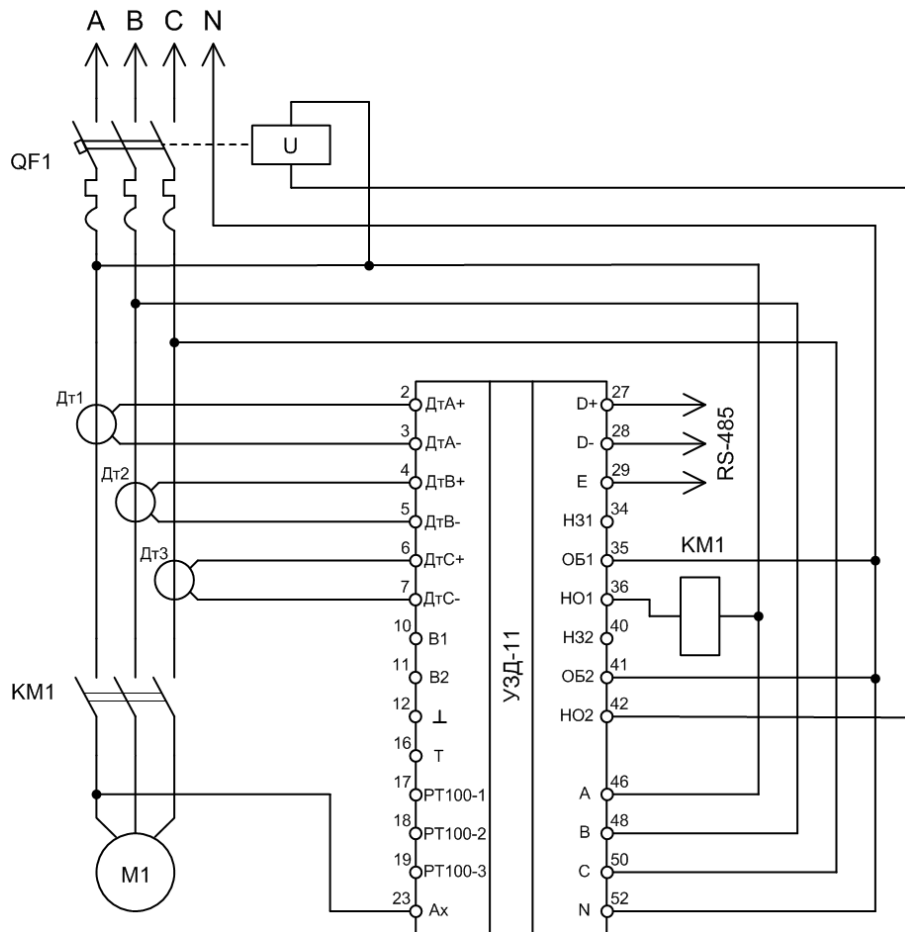 A B C N
QF1
U
Дт1
Дт2
Дт3
KM1
M1
2 ДтА+
3 ДтА-
4 ДтВ+
5 ДтВ-
6 ДтС+
7 ДтС-
10 В1
11 В2
12 ⊥
16 Т
17 РТ100-1
18 РТ100-2
19 РТ100-3
23 Ах
УЗД-11
D+ 27
D- 28
E 29
RS-485
НЗ1 34
ОБ1 35
НО1 36
KM1
НЗ2 40
ОБ2 41
НО2 42
A 46
B 48
C 50
N 52